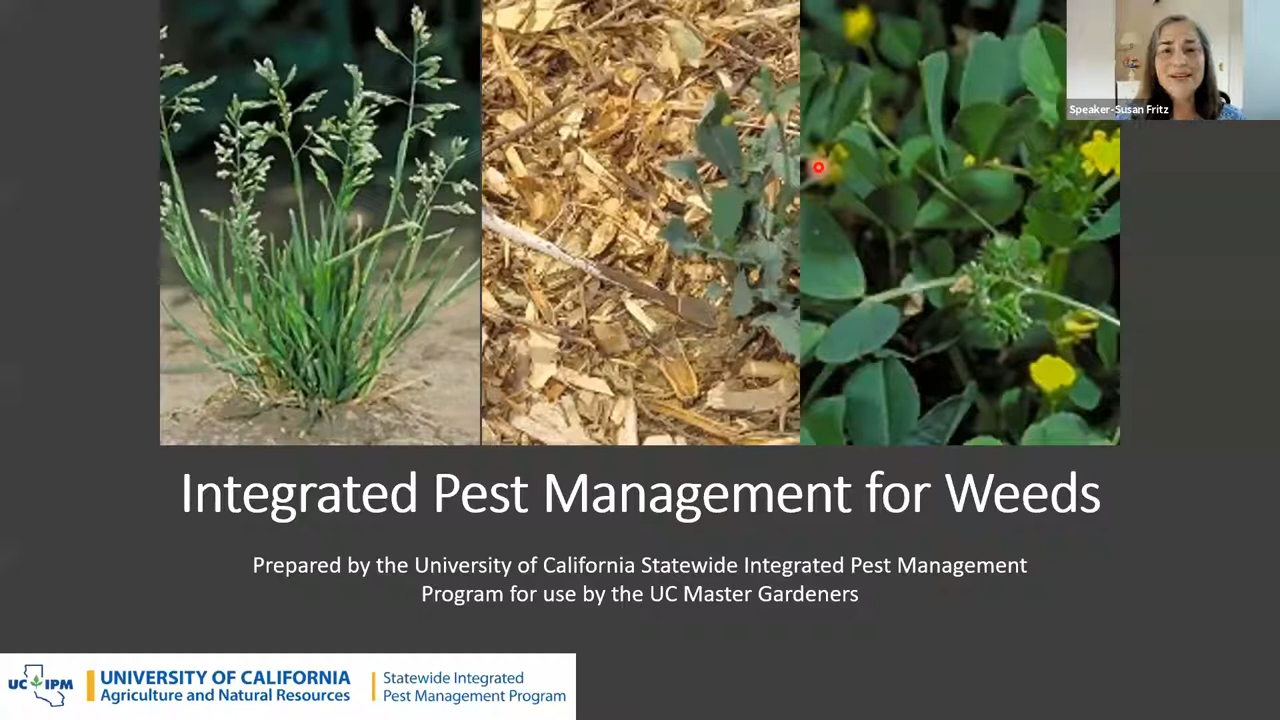 Speaker-Susan Fritz
Integrated Pest Management for Weeds
Prepared by the University of California Statewide Integrated Pest Management
Program for use by the UC Master Gardeners
UC IPM
UNIVERSITY OF CALIFORNIA
Agriculture and Natural Resources
Statewide Integrated
Pest Management Program